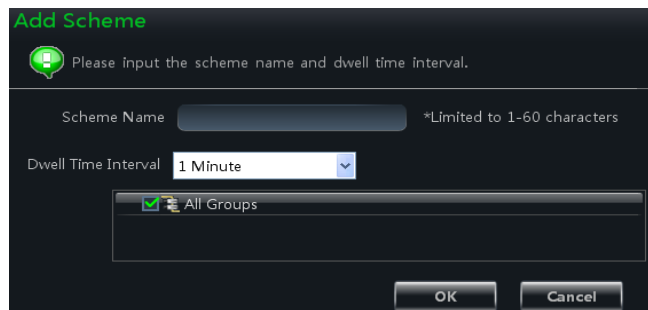 Add Scheme
Please input the scheme name and dwell time interval.
Scheme Name *Limited to 1-60 characters
Dwell Time Interval 1 Minute
All Groups
OK Cancel